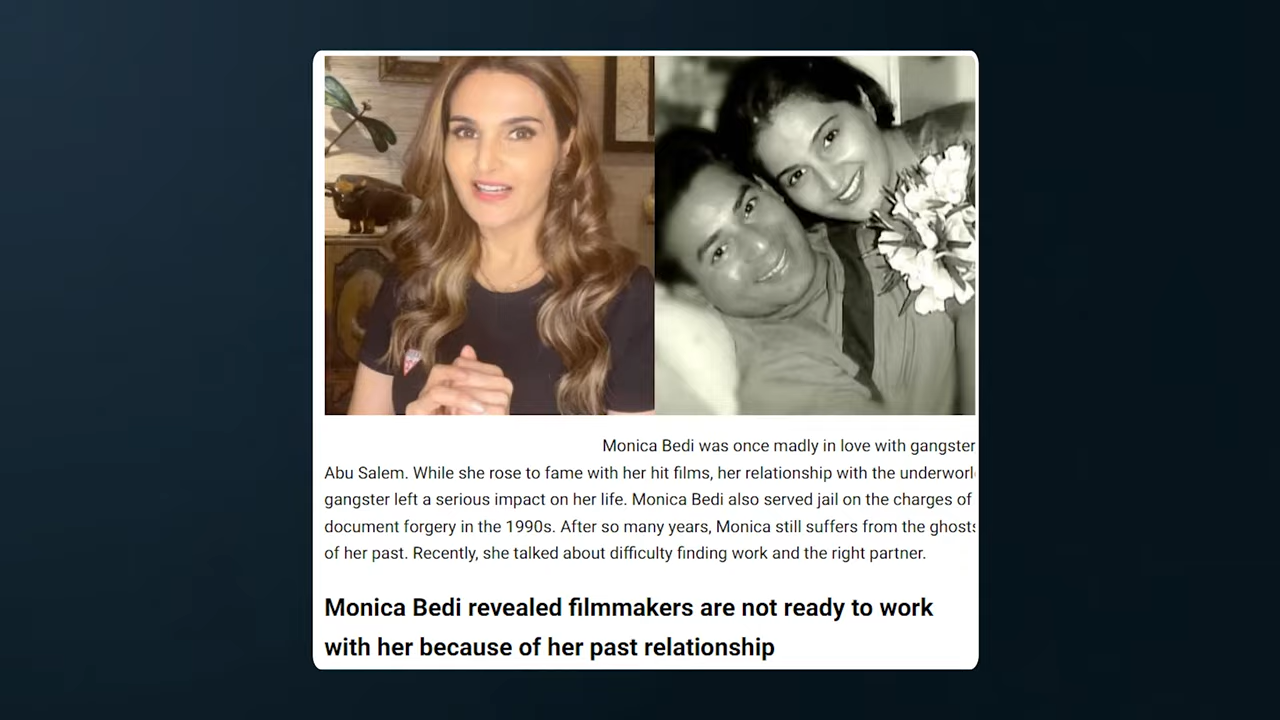 Monica Bedi was once madly in love with gangster
Abu Salem. While she rose to fame with her hit films, her relationship with the underworl
gangster left a serious impact on her life. Monica Bedi also served jail on the charges of
document forgery in the 1990s. After so many years, Monica still suffers from the ghosts
of her past. Recently, she talked about difficulty finding work and the right partner.
Monica Bedi revealed filmmakers are not ready to work
with her because of her past relationship